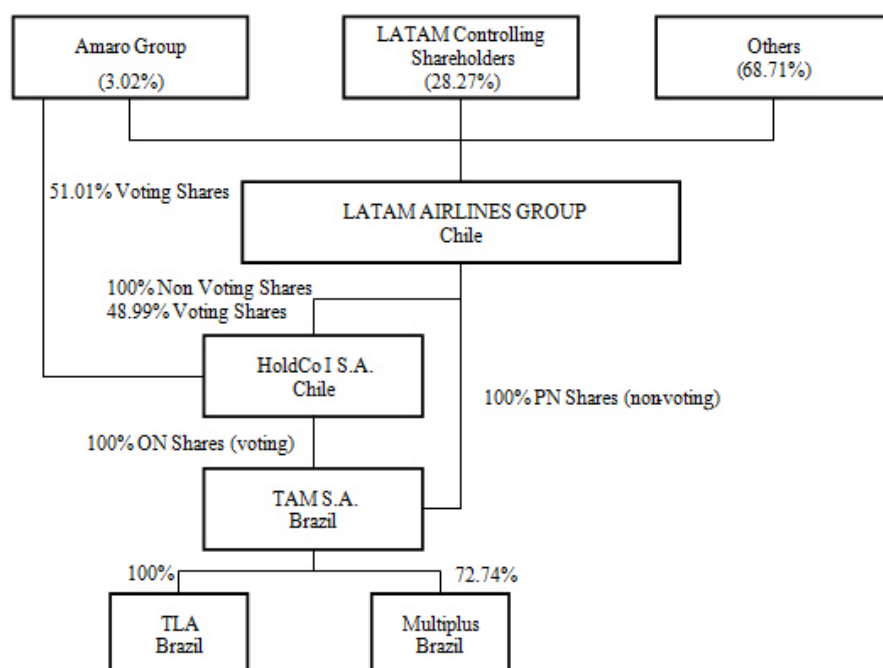 Amaro Group
(3.02%)
LATAM Controlling
Shareholders
(28.27%)
Others
(68.71%)
51.01% Voting Shares
LATAM AIRLINES GROUP
Chile
100% Non Voting Shares
48.99% Voting Shares
HoldCo I S.A.
Chile
100% PN Shares (non-voting)
100% ON Shares (voting)
TAM S.A.
Brazil
100%
72.74%
TLA
Brazil
Multiplus
Brazil